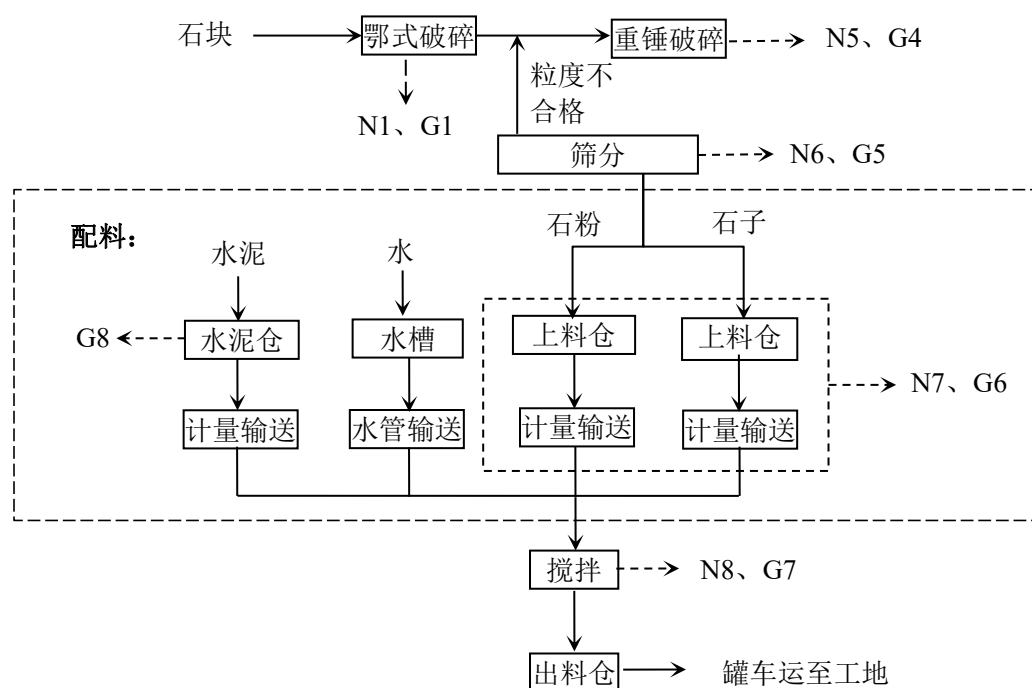 石块
鄂式破碎
重锤破碎
N5、G4
粒度不
合格
N1、G1
筛分
N6、G5
配料：
石粉
石子
水泥
水
G8
水泥仓
水槽
上料仓
上料仓
N7、G6
计量输送
水管输送
计量输送
计量输送
搅拌
N8、G7
出料仓
罐车运至工地